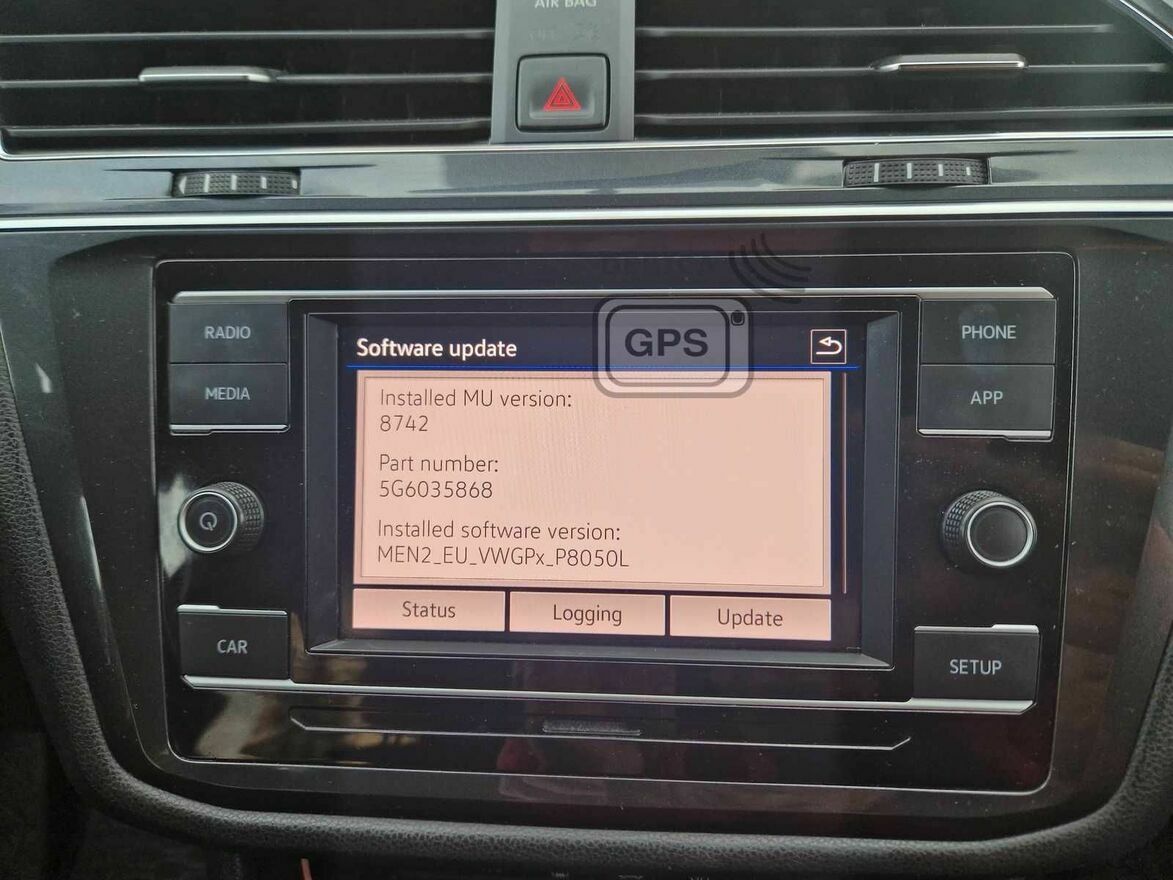 AIR BAG
RADIO
MEDIA
CAR
Software update
GPS
Installed MU version:
8742
Part number:
5G6035868
Installed software version:
MEN2_EU_VWGPx_P8050L
Status
Logging
Update
PHONE
APP
SETUP